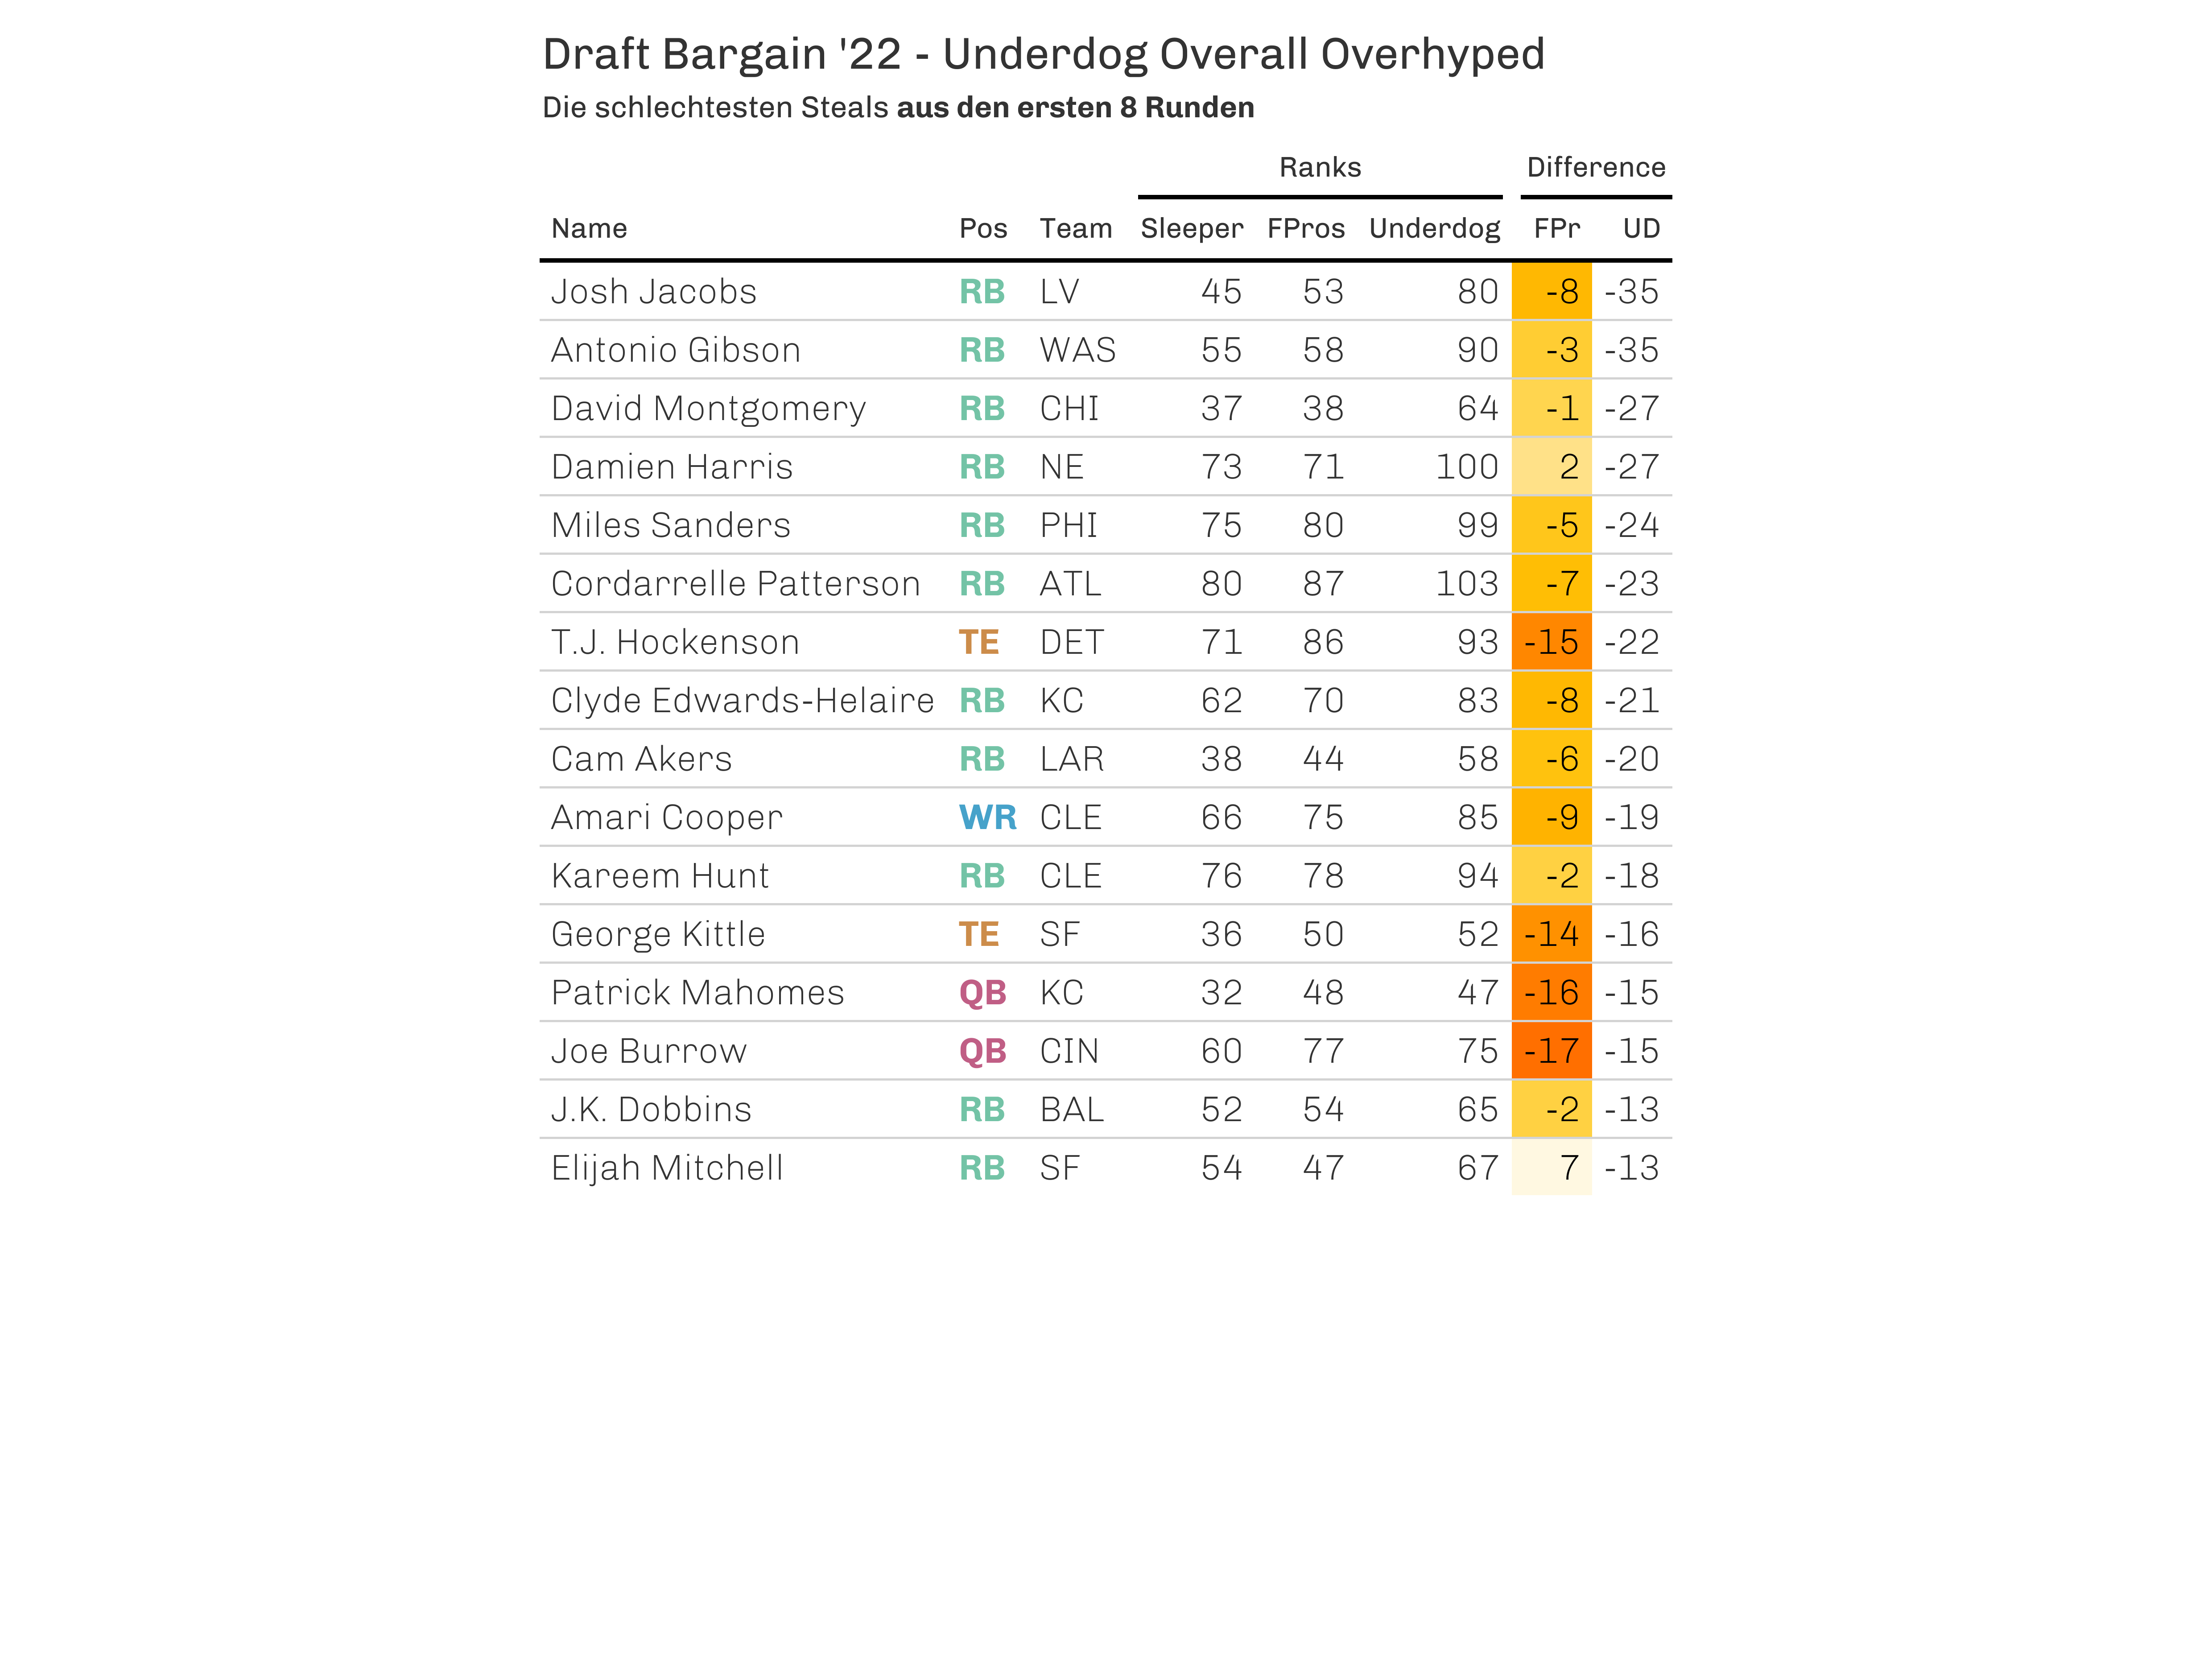 Draft Bargain '22 - Underdog Overall Overhyped
Die schlechtesten Steals aus den ersten 8 Runden
Ranks Difference
Name Pos Team Sleeper FPros Underdog FPr UD
Josh Jacobs RB LV 45 53 80 -8 -35
Antonio Gibson RB WAS 55 58 90 -3 -35
David Montgomery RB CHI 37 38 64 -1 -27
Damien Harris RB NE 73 71 100 2 -27
Miles Sanders RB PHI 75 80 99 -5 -24
Cordarrelle Patterson RB ATL 80 87 103 -7 -23
T.J. Hockenson TE DET 71 86 93 -15 -22
Clyde Edwards-Helaire RB KC 62 70 83 -8 -21
Cam Akers RB LAR 38 44 58 -6 -20
Amari Cooper WR CLE 66 75 85 -9 -19
Kareem Hunt RB CLE 76 78 94 -2 -18
George Kittle TE SF 36 50 52 -14 -16
Patrick Mahomes QB KC 32 48 47 -16 -15
Joe Burrow QB CIN 60 77 75 -17 -15
J.K. Dobbins RB BAL 52 54 65 -2 -13
Elijah Mitchell RB SF 54 47 67 7 -13